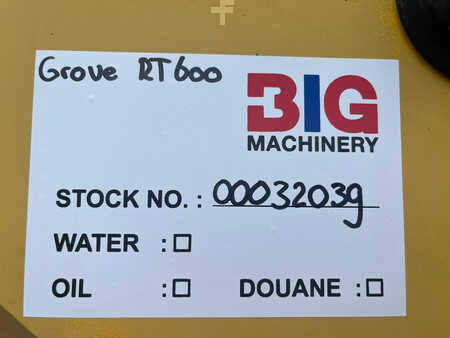 Grove RT600
BIG
MACHINERY
STOCK NO. : 00032039
WATER : ☐
OIL : ☐ DOUANE : ☐